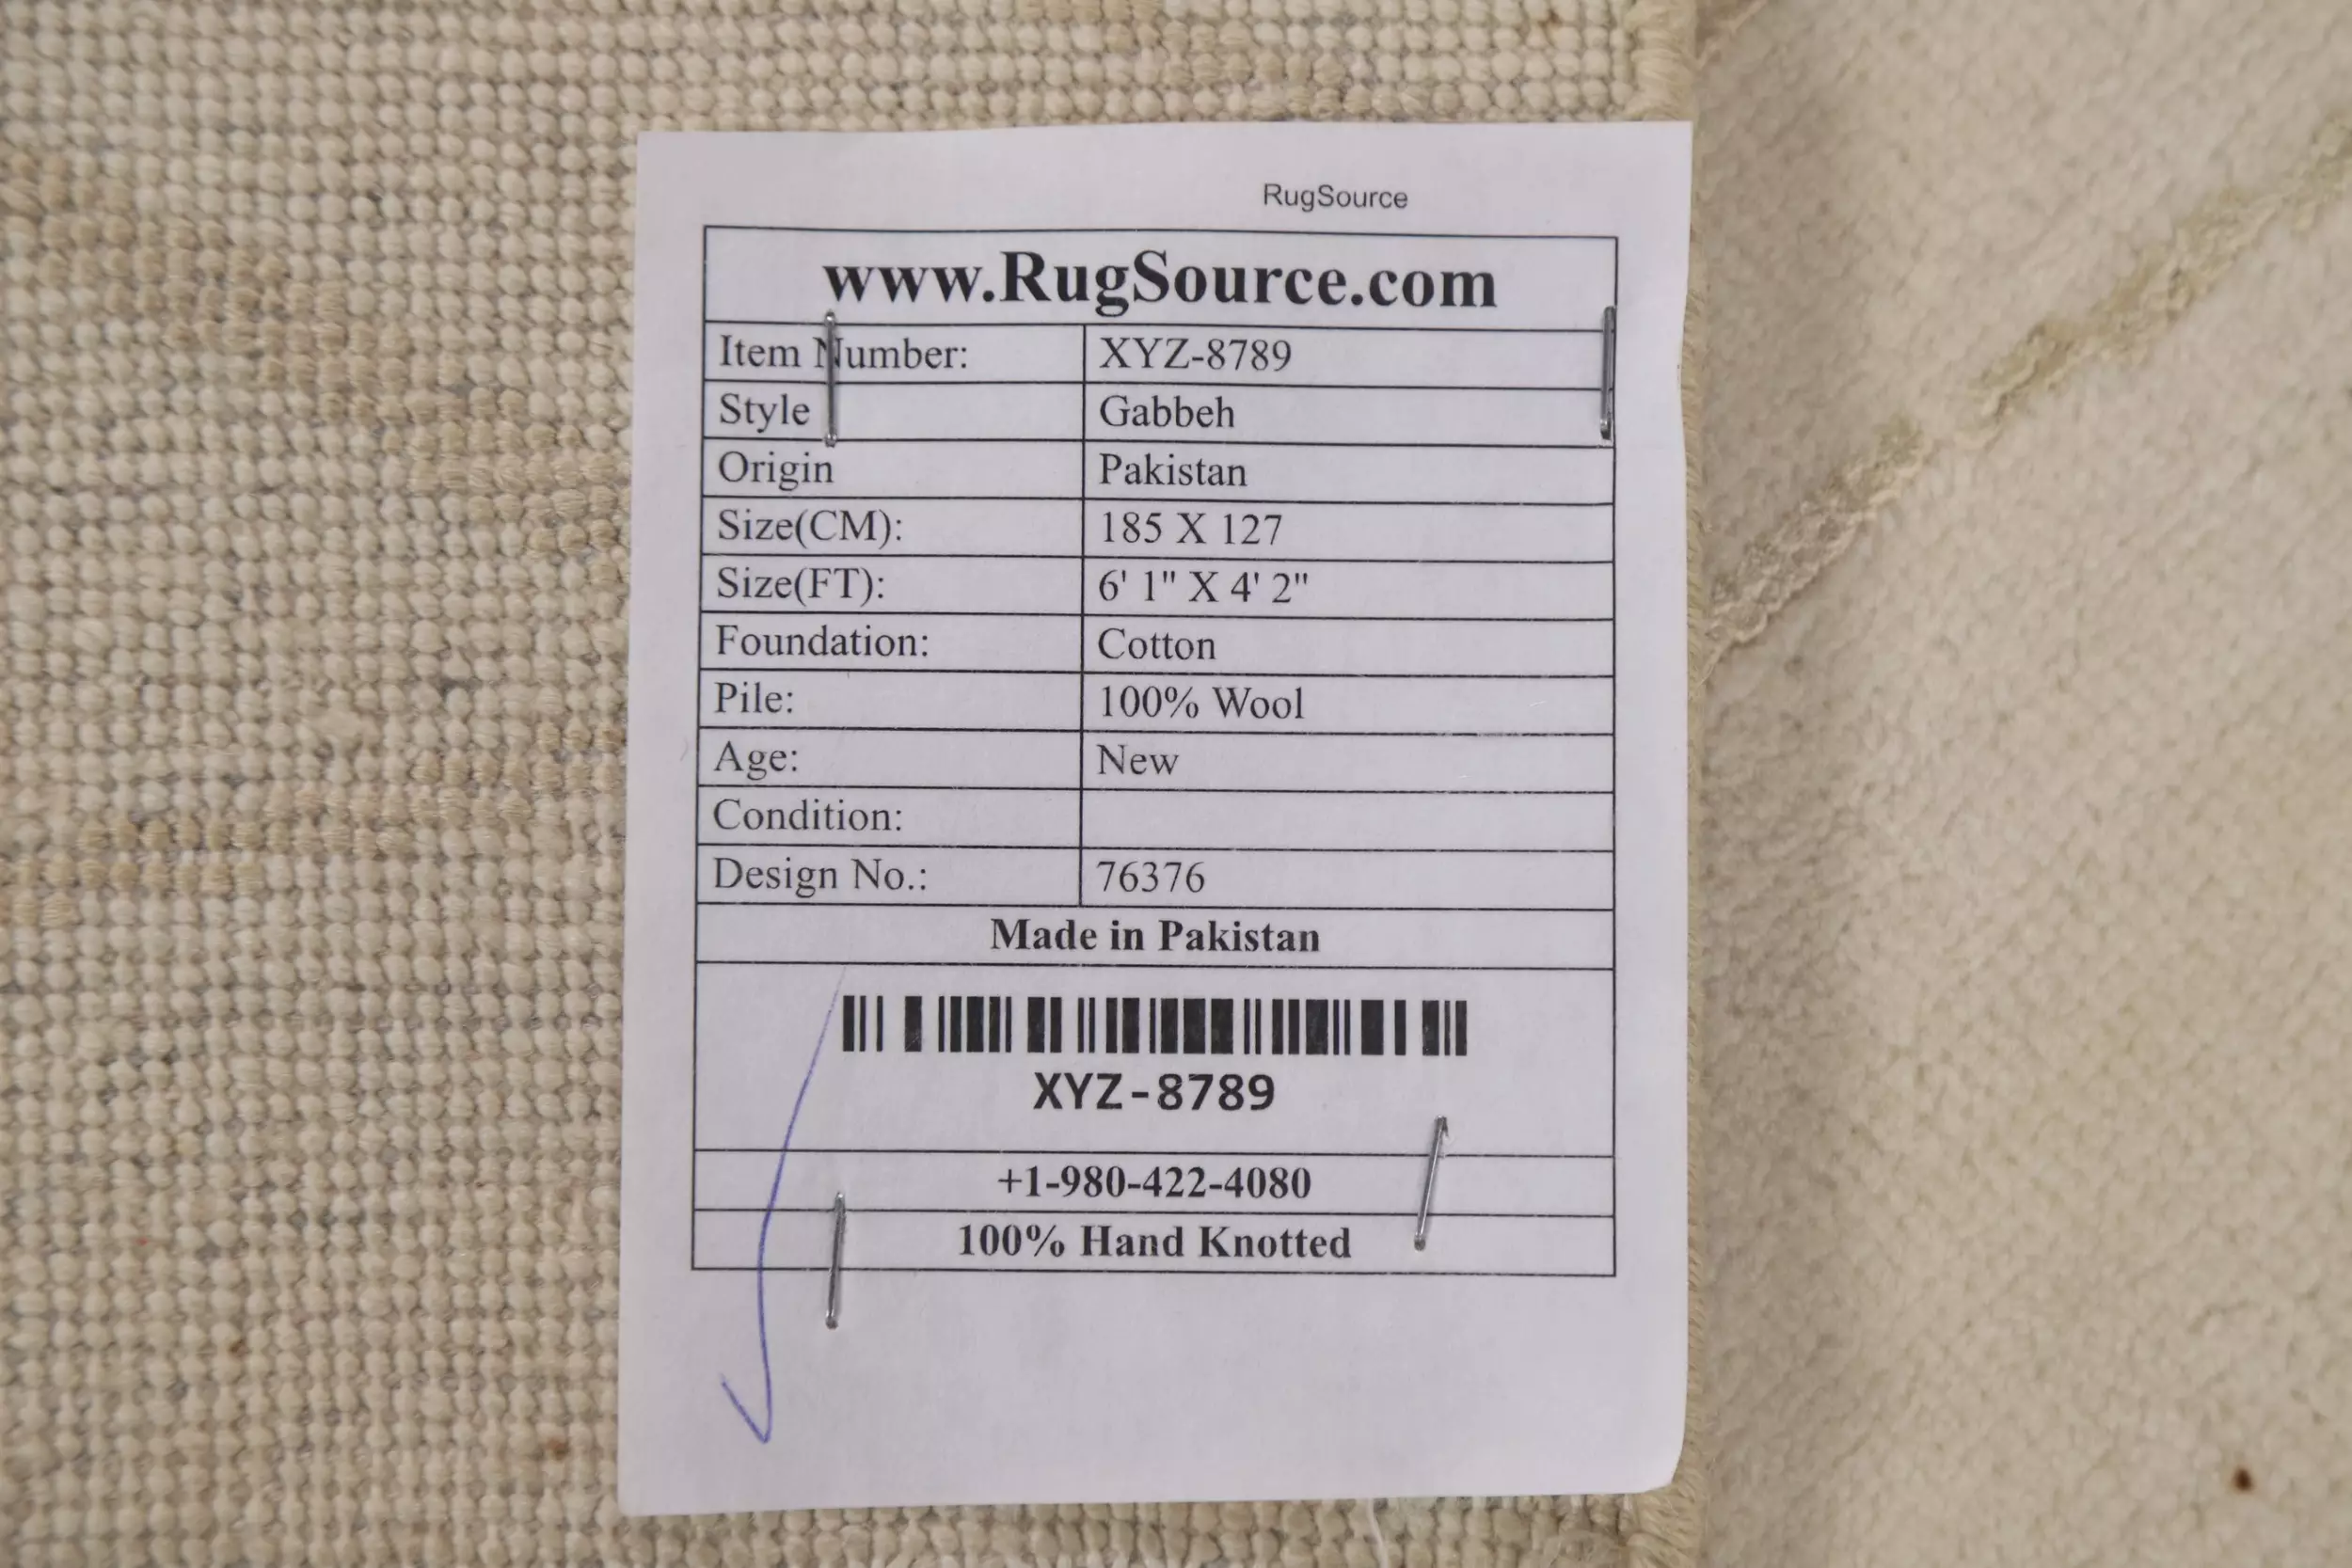 RugSource
www.RugSource.com
Item Number: XYZ-8789
Style Gabbeh
Origin Pakistan
Size(CM): 185 X 127
Size(FT): 6' 1" X 4' 2"
Foundation: Cotton
Pile: 100% Wool
Age: New
Condition:
Design No.: 76376
Made in Pakistan
XYZ-8789
+1-980-422-4080
100% Hand Knotted